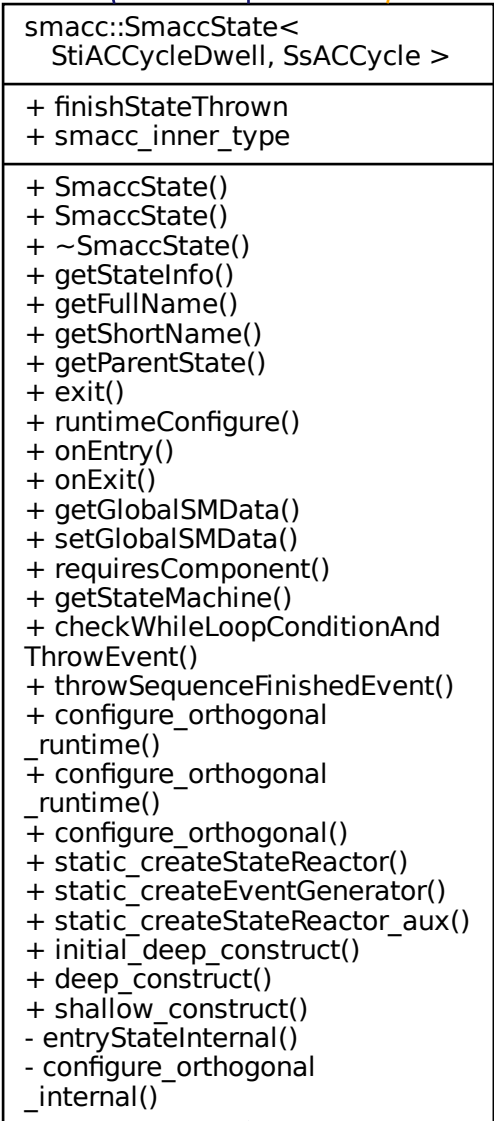 smacc::SmaccState<
StiACCycleDwell, SsACCycle >
+ finishStateThrown
+ smacc_inner_type
+ SmaccState()
+ SmaccState()
+ ~SmaccState()
+ getStateInfo()
+ getFullName()
+ getShortName()
+ getParentState()
+ exit()
+ runtimeConfigure()
+ onEntry()
+ onExit()
+ getGlobalSMData()
+ setGlobalSMData()
+ requiresComponent()
+ getStateMachine()
+ checkWhileLoopConditionAnd
ThrowEvent()
+ throwSequenceFinishedEvent()
+ configure_orthogonal
_runtime()
+ configure_orthogonal
_runtime()
+ configure_orthogonal()
+ static_createStateReactor()
+ static_createEventGenerator()
+ static_createStateReactor_aux()
+ initial_deep_construct()
+ deep_construct()
+ shallow_construct()
- entryStateInternal()
- configure_orthogonal
_internal()